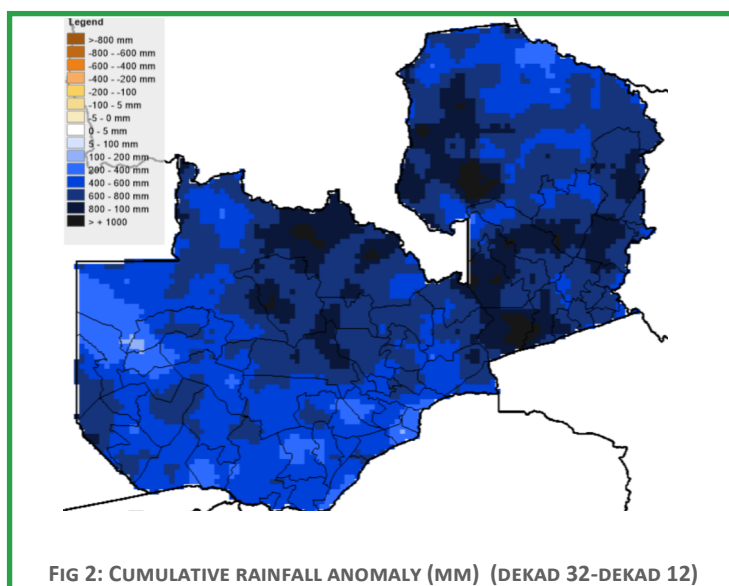 Legend
>-800 mm
-800 - -600 mm
-600 - -400 mm
-400 - -200 mm
-200 - -100
-100 - 5 mm
-5 - 0 mm
0 - 5 mm
5 - 100 mm
100 - 200 mm
200 - 400 mm
400 - 600 mm
600 - 800 mm
800 - 100 mm
> + 1000
FIG 2: CUMULATIVE RAINFALL ANOMALY (MM) (DEKAD 32-DEKAD 12)